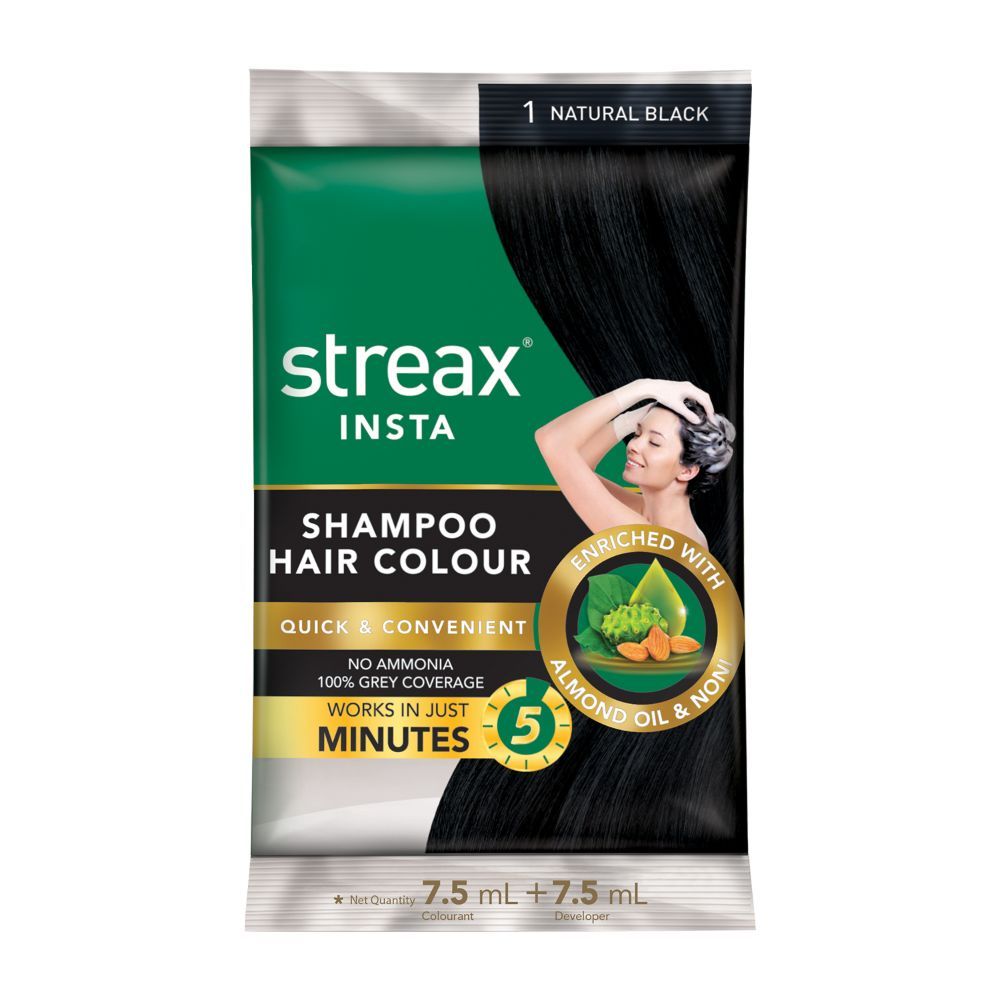 1 NATURAL BLACK
streax®
INSTA
SHAMPOO
HAIR COLOUR
QUICK & CONVENIENT
NO AMMONIA
100% GREY COVERAGE
WORKS IN JUST
MINUTES
5
ENRICHED WITH
ALMOND OIL & NONI
* Net Quantity 7.5 mL + 7.5 mL
Colourant Developer